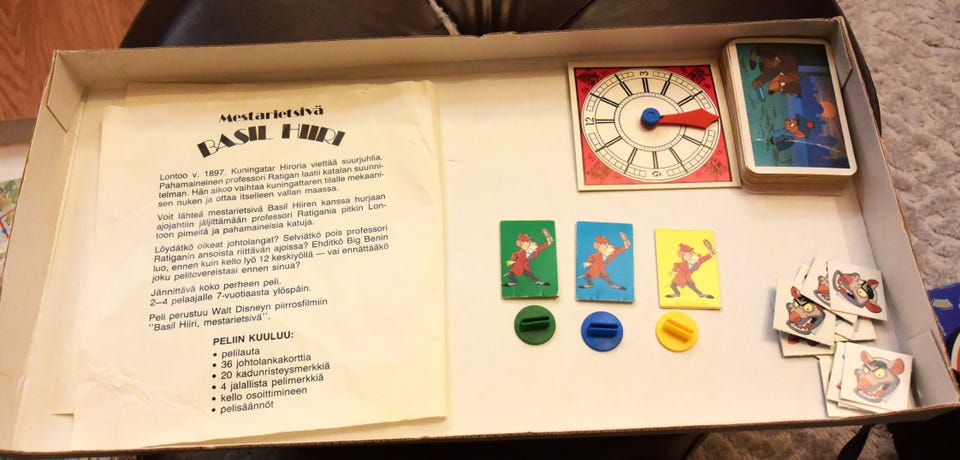 Mestarietsivä
BASIL HIIRI
Lontoo v. 1897. Kuningatar Hiroria viettää suurjuhlia.
Pahamaineinen professori Ratigan laatii katalan suunni-
telman. Hän aikoo vaihtaa kuningattaren tilalle mekaani-
sen nuken ja ottaa itselleen vallan maassa.
Voit lähteä mestarietsivä Basil Hiiren kanssa hurjaan
ajojahtiin jäljittämään professori Ratigania pitkin Lon-
toon pimeitä ja pahamaineisia katuja.
Löydätkö oikeat johtolangat? Selviätkö pois professori
Ratiganin ansoista riittävän ajoissa? Ehditkö Big Benin
luo, ennen kuin kello lyö 12 keskiyöllä — vai ennättääkö
joku pelitovereistasi ennen sinua?
Jännittävä koko perheen peli.
2–4 pelaajalle 7-vuotiaasta ylöspäin.
Peli perustuu Walt Disneyn piirrosfilmiin
"Basil Hiiri, mestarietsivä".
PELIIN KUULUU:
• pelilauta
• 36 johtolankakorttia
• 20 kadunristeysmerkkiä
• 4 jalallista pelimerkkiä
• kello osoittimineen
• pelisäännöt
12
3
9